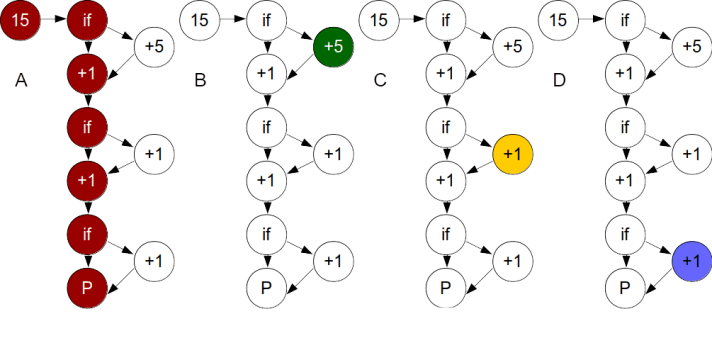 15 if 15 if 15 if 15 if
+5 +5 +5 +5
+1 +1 +1 +1
A B C D
if if if if
+1 +1 +1 +1
+1 +1 +1 +1
if if if if
+1 +1 +1 +1
P P P P